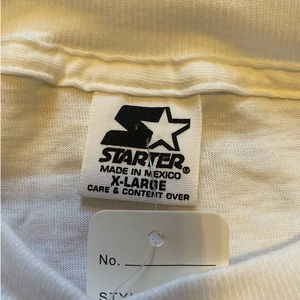 STARTER®
MADE IN MEXICO
X-LARGE
CARE & CONTENT OVER
No.